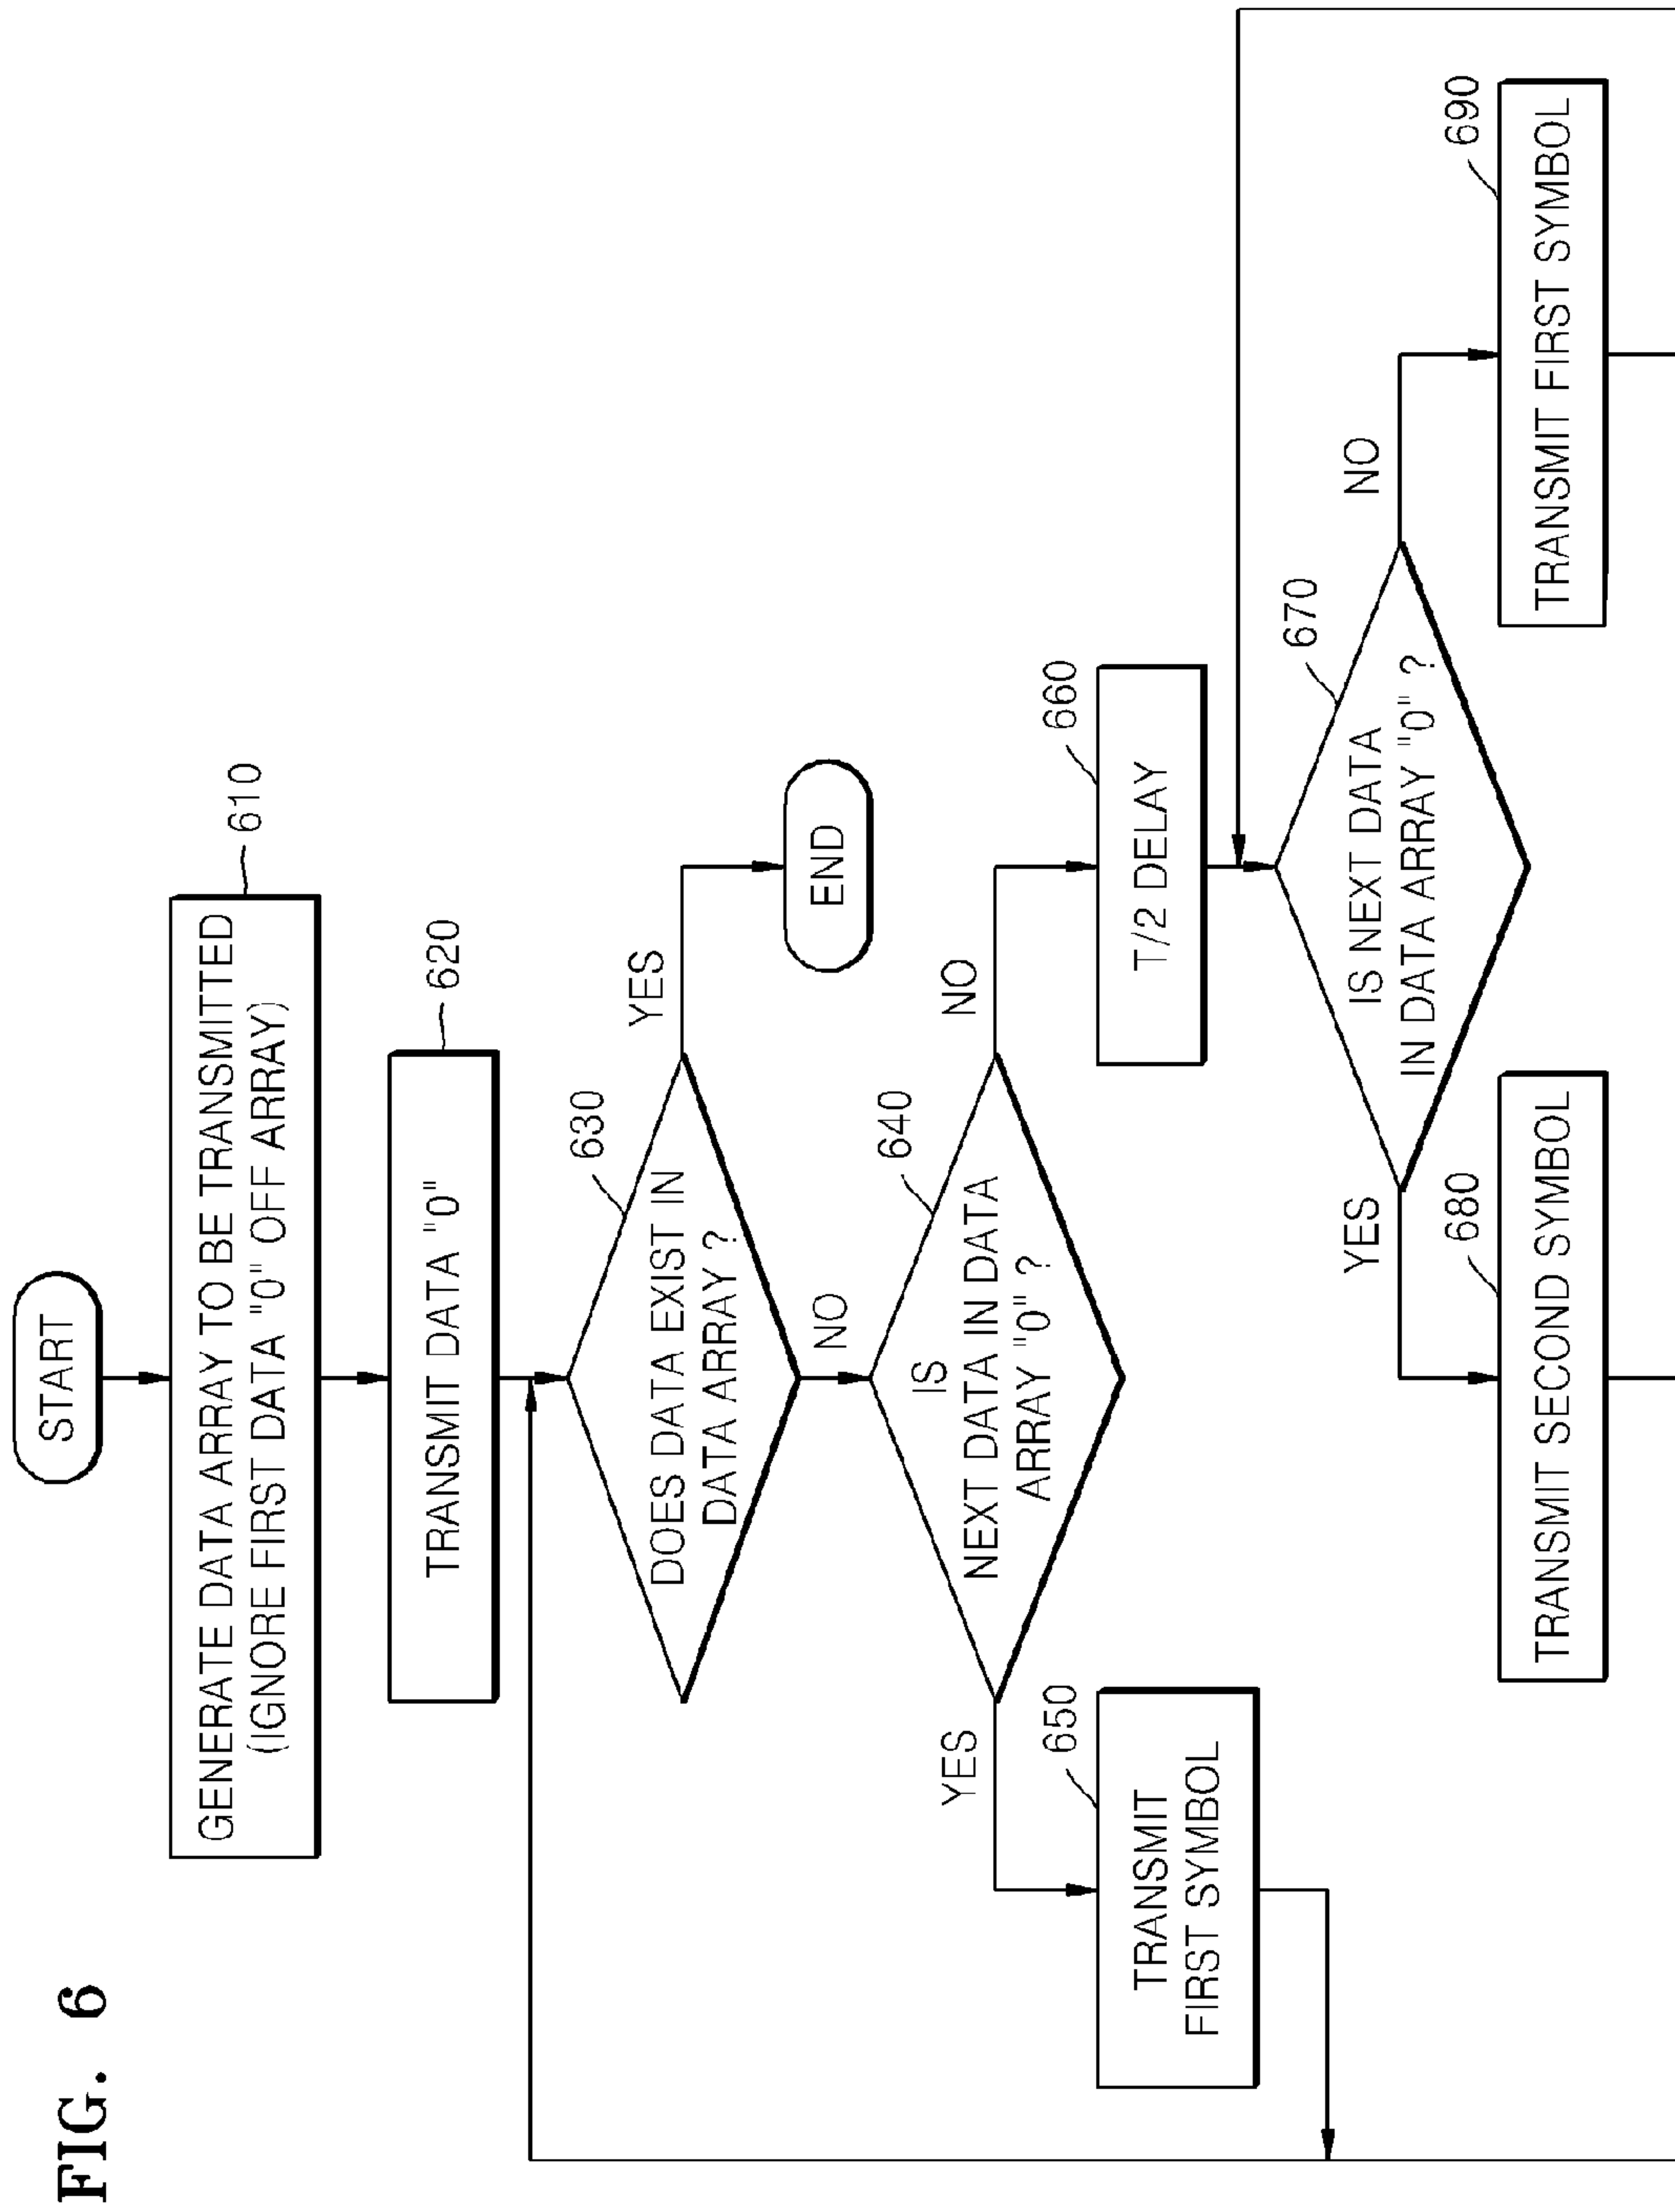 FIG. 6
START
GENERATE DATA ARRAY TO BE TRANSMITTED
(IGNORE FIRST DATA "0" OFF ARRAY)
610
TRANSMIT DATA "0"
620
630
DOES DATA EXIST IN
DATA ARRAY ?
YES
END
NO
640
IS
NEXT DATA IN DATA
ARRAY "0" ?
YES
NO
650
TRANSMIT
FIRST SYMBOL
660
T/2 DELAY
670
IS NEXT DATA
IN DATA ARRAY "0" ?
YES
NO
680
TRANSMIT SECOND SYMBOL
690
TRANSMIT FIRST SYMBOL